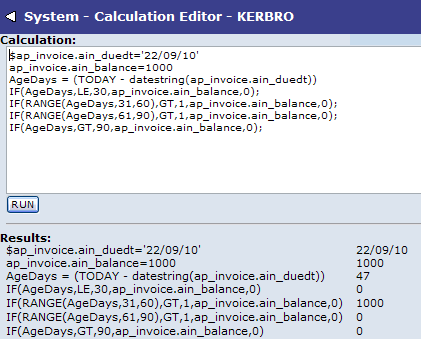 System - Calculation Editor - KERBRO
Calculation:
$ap_invoice.ain_duedt='22/09/10'
ap_invoice.ain_balance=1000
AgeDays = (TODAY - datestring(ap_invoice.ain_duedt))
IF(AgeDays,LE,30,ap_invoice.ain_balance,0);
IF(RANGE(AgeDays,31,60),GT,1,ap_invoice.ain_balance,0);
IF(RANGE(AgeDays,61,90),GT,1,ap_invoice.ain_balance,0);
IF(AgeDays,GT,90,ap_invoice.ain_balance,0);
RUN
Results:
$ap_invoice.ain_duedt='22/09/10' 22/09/10
ap_invoice.ain_balance=1000 1000
AgeDays = (TODAY - datestring(ap_invoice.ain_duedt)) 47
IF(AgeDays,LE,30,ap_invoice.ain_balance,0) 0
IF(RANGE(AgeDays,31,60),GT,1,ap_invoice.ain_balance,0) 1000
IF(RANGE(AgeDays,61,90),GT,1,ap_invoice.ain_balance,0) 0
IF(AgeDays,GT,90,ap_invoice.ain_balance,0) 0